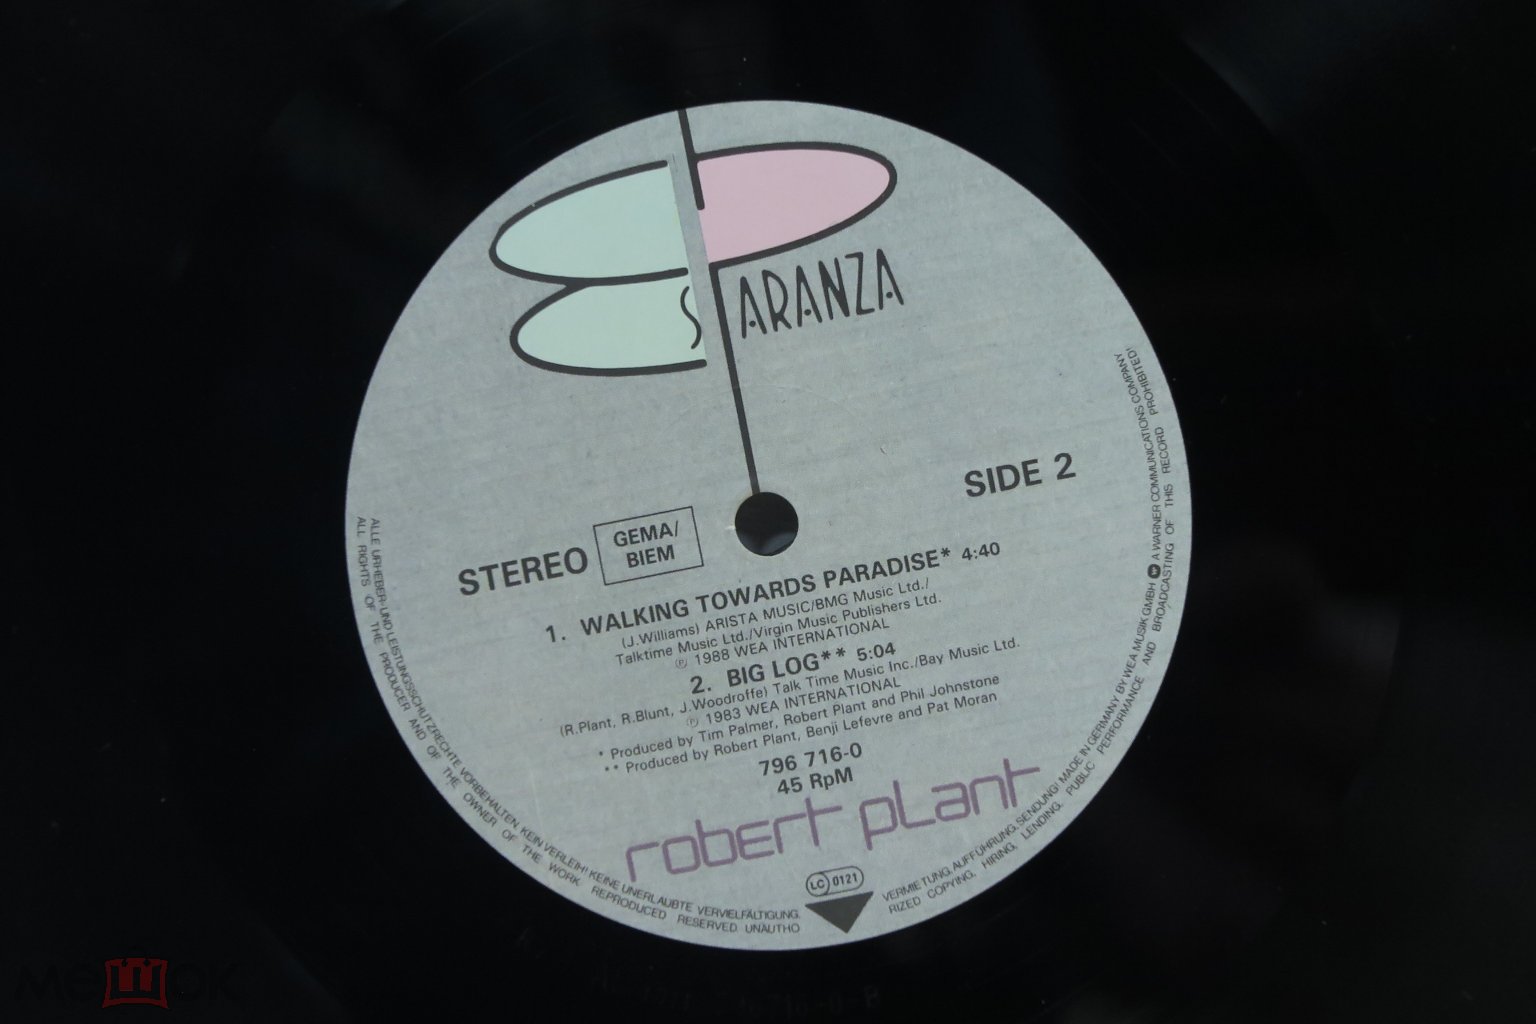 ES PARANZA
SIDE 2
STEREO
GEMA/
BIEM
1. WALKING TOWARDS PARADISE* 4:40
(J.Williams) ARISTA MUSIC/BMG Music Ltd./
Talktime Music Ltd./Virgin Music Publishers Ltd.
℗ 1988 WEA INTERNATIONAL
2. BIG LOG** 5:04
(R.Plant, R.Blunt, J.Woodroffe) Talk Time Music Inc./Bay Music Ltd.
℗ 1983 WEA INTERNATIONAL
* Produced by Tim Palmer, Robert Plant and Phil Johnstone
** Produced by Robert Plant, Benji Lefevre and Pat Moran
796 716-0
45 RpM
robert plant
LC 0121
ALLE URHEBER- UND LEISTUNGSSCHUTZRECHTE VORBEHALTEN. KEIN VERLEIH! KEINE UNERLAUBTE VERVIELFÄLTIGUNG, VERMIETUNG, AUFFÜHRUNG, SENDUNG! MADE IN GERMANY BY WEA MUSIK GMBH A WARNER COMMUNICATIONS COMPANY
ALL RIGHTS OF THE PRODUCER AND OF THE OWNER OF THE WORK REPRODUCED RESERVED. UNAUTHORIZED COPYING, HIRING, LENDING, PUBLIC PERFORMANCE AND BROADCASTING OF THIS RECORD PROHIBITED!
мешок